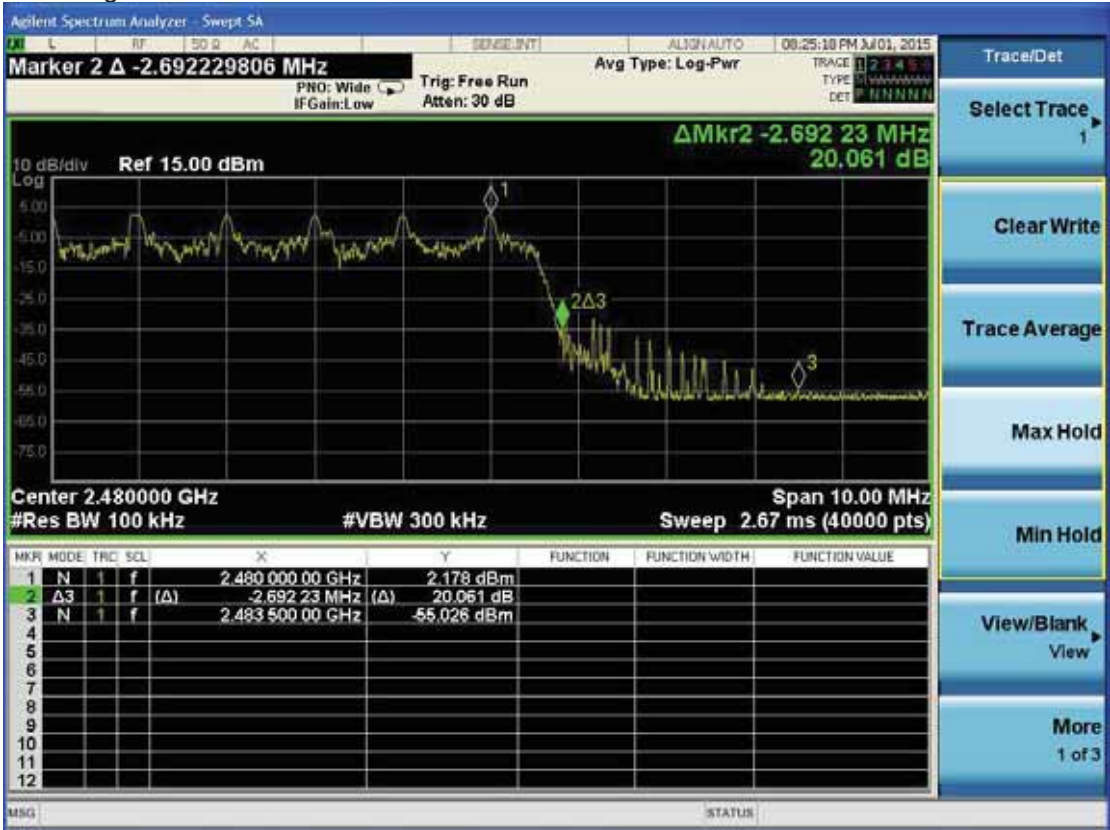 Agilent Spectrum Analyzer - Swept SA
L RF 50 Ω AC SENSE:INT ALIGNAUTO 08:25:18 PM Jul 01, 2015
Marker 2 Δ -2.692229806 MHz
PNO: Wide
IFGain:Low
Trig: Free Run
Atten: 30 dB
Avg Type: Log-Pwr
TRACE 1 2 3 4 5 6
TYPE
DET P NNNNN
ΔMkr2 -2.692 23 MHz
20.061 dB
10 dB/div Ref 15.00 dBm
Log
5.00
-5.00
-15.0
-25.0
-35.0
-45.0
-55.0
-65.0
-75.0
1
2Δ3
3
Center 2.480000 GHz Span 10.00 MHz
#Res BW 100 kHz #VBW 300 kHz Sweep 2.67 ms (40000 pts)
MKR MODE TRC SCL X Y FUNCTION FUNCTION WIDTH FUNCTION VALUE
1 N 1 f 2.480 000 00 GHz 2.178 dBm
2 Δ3 1 f (Δ) -2.692 23 MHz (Δ) 20.061 dB
3 N 1 f 2.483 500 00 GHz -55.026 dBm
4
5
6
7
8
9
10
11
12
MSG STATUS
Trace/Det
Select Trace
1
Clear Write
Trace Average
Max Hold
Min Hold
View/Blank
View
More
1 of 3